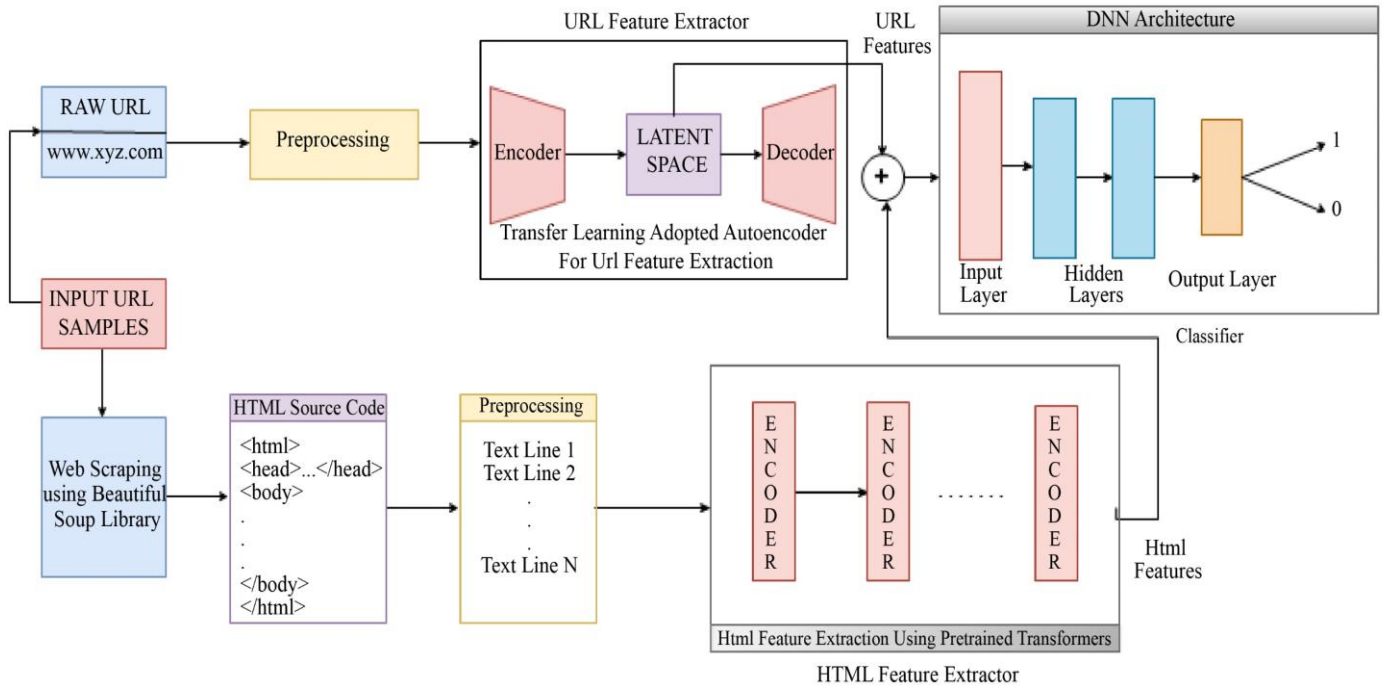 URL Feature Extractor
URL
Features
DNN Architecture
RAW URL
www.xyz.com
Preprocessing
Encoder
LATENT
SPACE
Decoder
Transfer Learning Adopted Autoencoder
For Url Feature Extraction
+
1
0
Input
Layer
Hidden
Layers
Output Layer
Classifier
INPUT URL
SAMPLES
Web Scraping
using Beautiful
Soup Library
HTML Source Code
<html>
<head>...</head>
<body>
.
.
.
</body>
</html>
Preprocessing
Text Line 1
Text Line 2
.
.
.
Text Line N
ENCODER
ENCODER
. . . . . . .
ENCODER
Html
Features
Html Feature Extraction Using Pretrained Transformers
HTML Feature Extractor